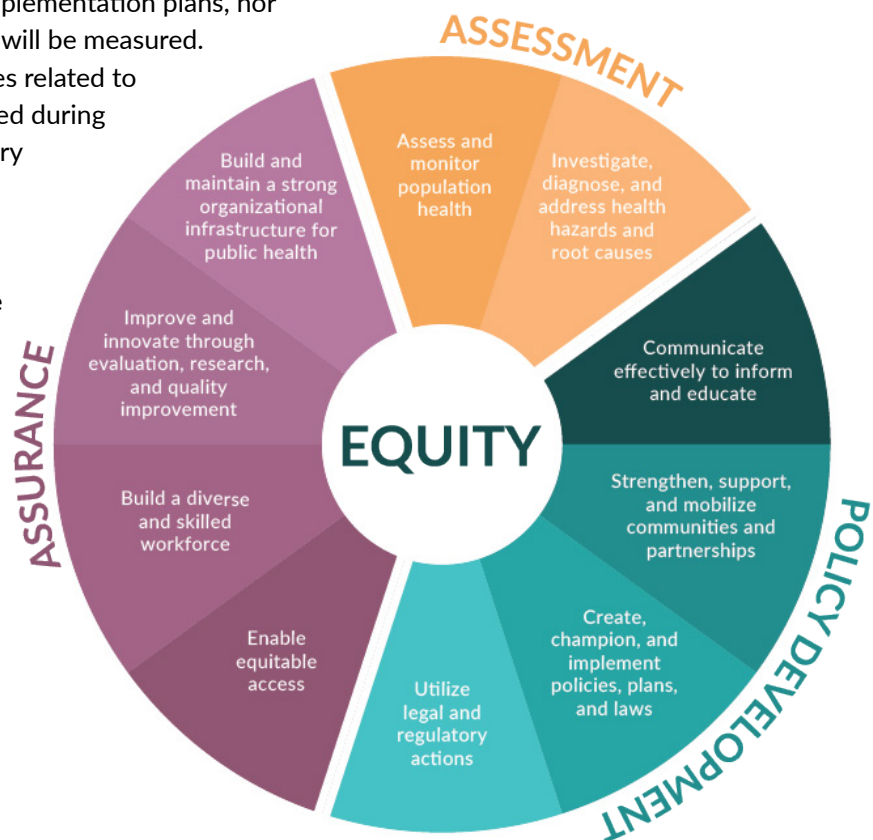 plementation plans, nor
will be measured.
es related to
ed during
ry
e
ASSESSMENT
Assess and
monitor
population
health
Investigate,
diagnose, and
address health
hazards and
root causes
POLICY DEVELOPMENT
Communicate
effectively to inform
and educate
Strengthen, support,
and mobilize
communities and
partnerships
Create,
champion, and
implement
policies, plans,
and laws
Utilize
legal and
regulatory
actions
ASSURANCE
Enable
equitable
access
Build a diverse
and skilled
workforce
Improve and
innovate through
evaluation, research,
and quality
improvement
Build and
maintain a strong
organizational
infrastructure for
public health
EQUITY